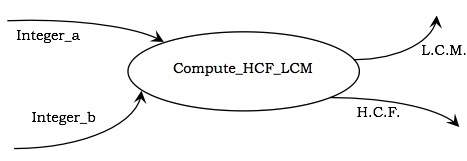 Integer_a
L.C.M.
Compute_HCF_LCM
H.C.F.
Integer_b